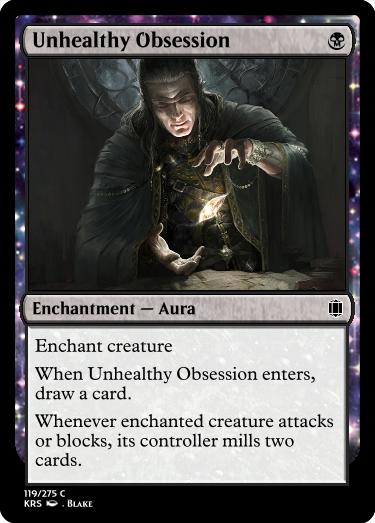 Unhealthy Obsession
Enchantment — Aura
Enchant creature
When Unhealthy Obsession enters,
draw a card.
Whenever enchanted creature attacks
or blocks, its controller mills two
cards.
119/275 C
KRS . Blake